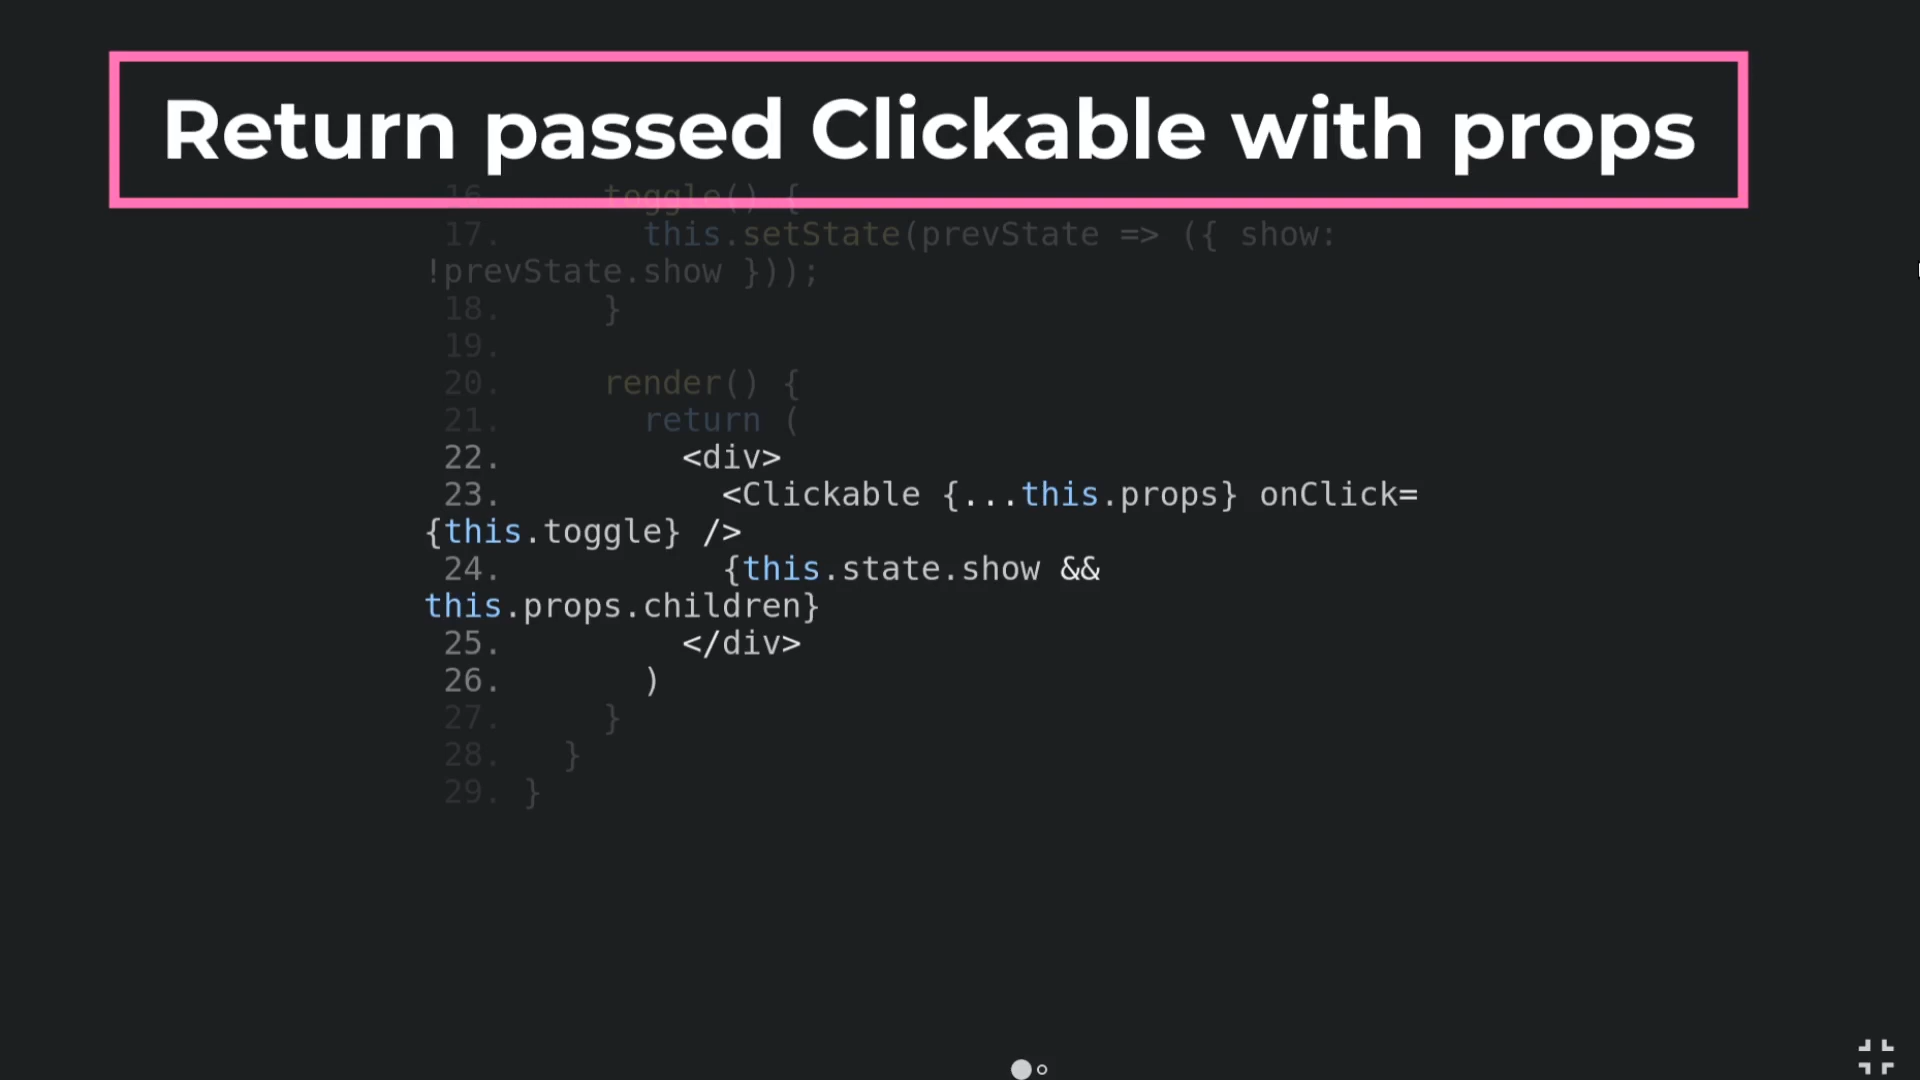 Return passed Clickable with props
16. toggle() {
17. this.setState(prevState => ({ show:
!prevState.show }));
18. }
19.
20. render() {
21. return (
22. <div>
23. <Clickable {...this.props} onClick=
{this.toggle} />
24. {this.state.show &&
this.props.children}
25. </div>
26. )
27. }
28. }
29. }